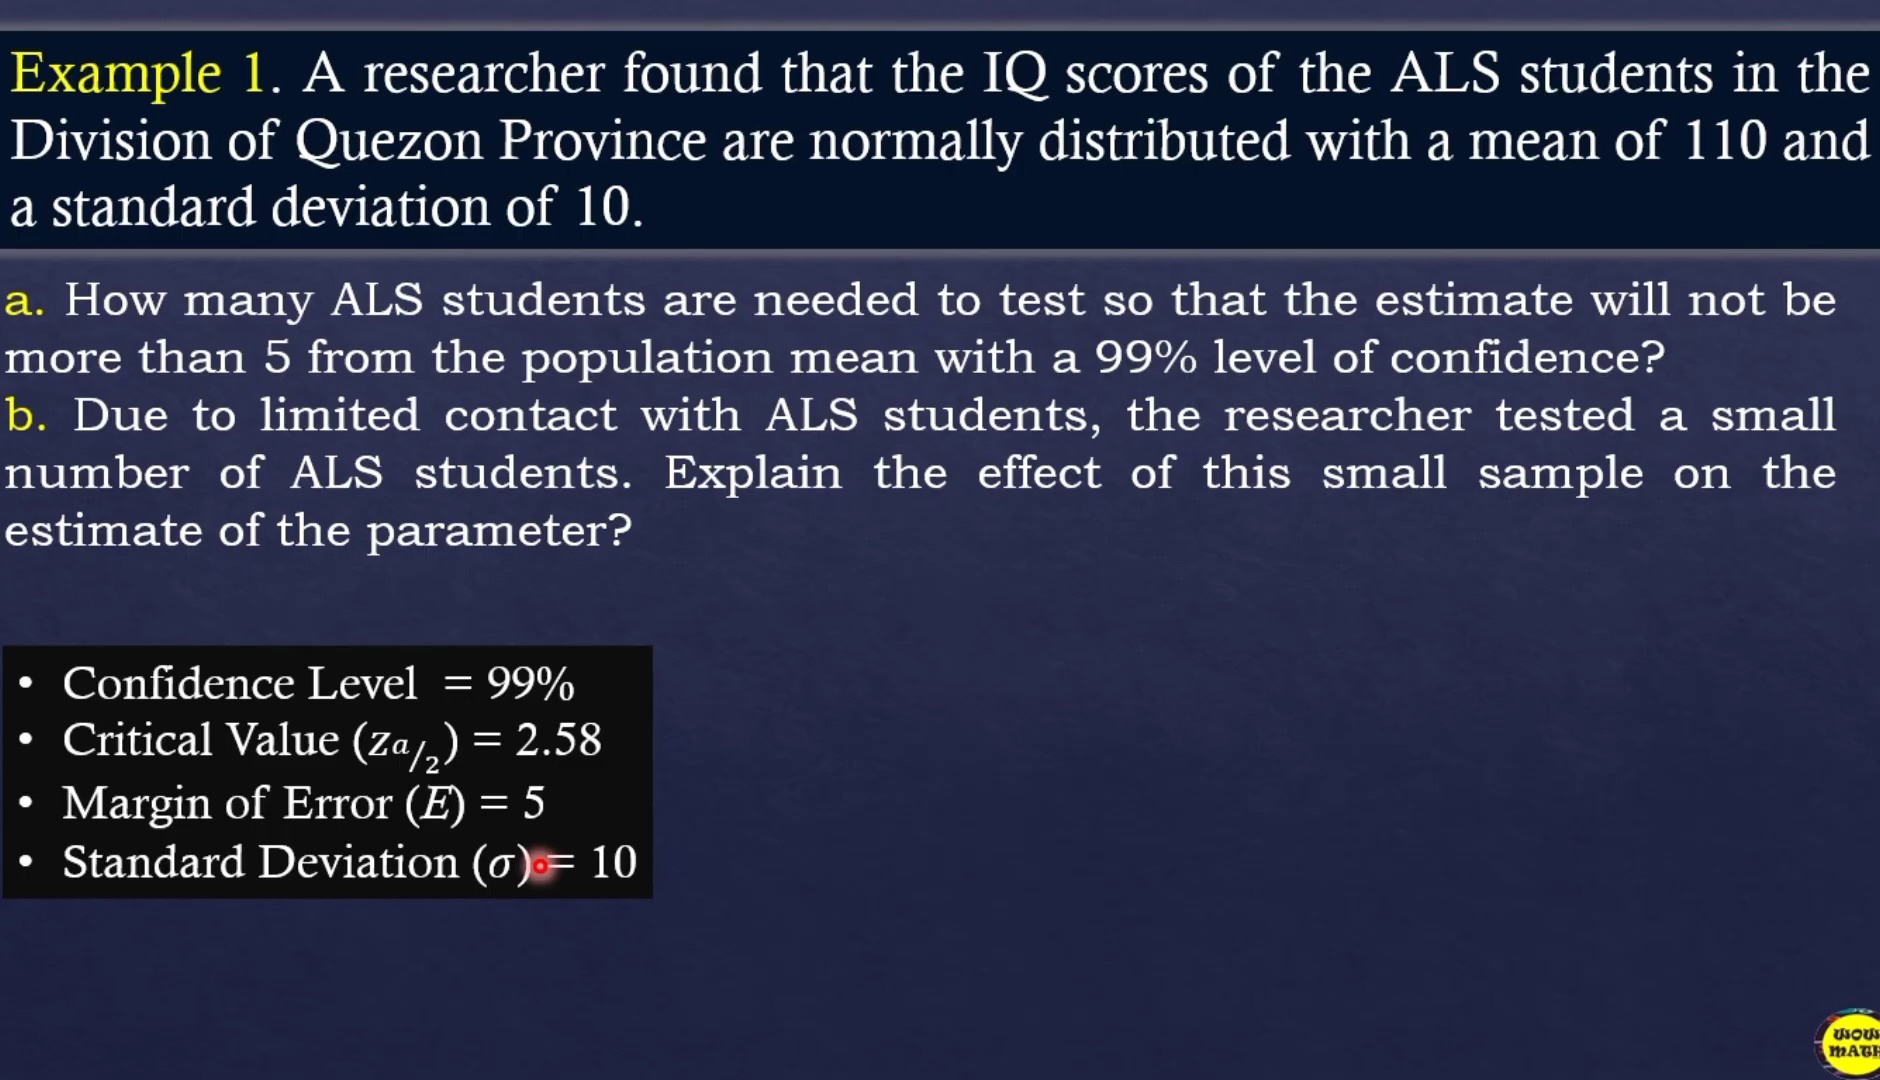 Example 1. A researcher found that the IQ scores of the ALS students in the
Division of Quezon Province are normally distributed with a mean of 110 and
a standard deviation of 10.
a. How many ALS students are needed to test so that the estimate will not be
more than 5 from the population mean with a 99% level of confidence?
b. Due to limited contact with ALS students, the researcher tested a small
number of ALS students. Explain the effect of this small sample on the
estimate of the parameter?
• Confidence Level = 99%
• Critical Value (z𝑎/2) = 2.58
• Margin of Error (E) = 5
• Standard Deviation (σ) = 10
WOW
MATH